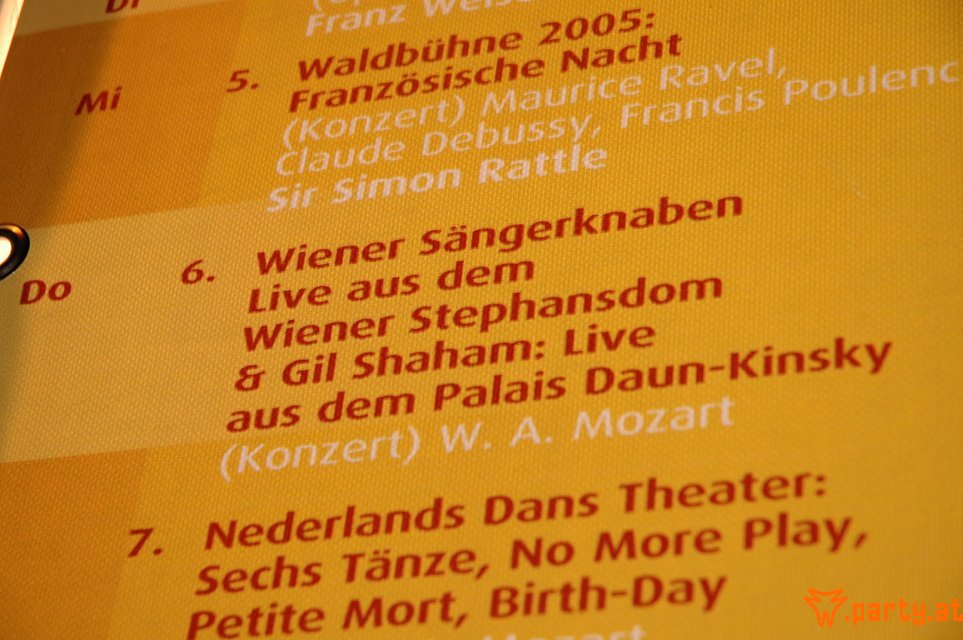 Franz
Mi 5. Waldbühne 2005:
Französische Nacht
(Konzert) Maurice Ravel,
Claude Debussy, Francis Poulenc
Sir Simon Rattle
Do 6. Wiener Sängerknaben
Live aus dem
Wiener Stephansdom
& Gil Shaham: Live
aus dem Palais Daun-Kinsky
(Konzert) W. A. Mozart
7. Nederlands Dans Theater:
Sechs Tänze, No More Play,
Petite Mort, Birth-Day
Mozart
.party.at